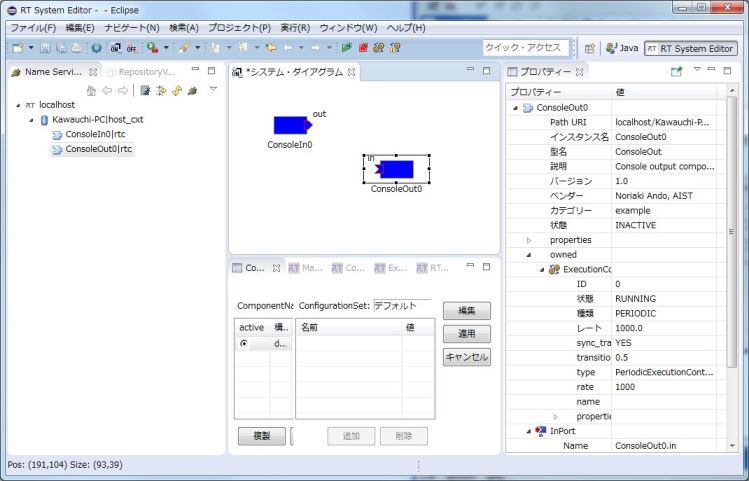 RT System Editor - - Eclipse
ファイル(F) 編集(E) ナビゲート(N) 検索(A) プロジェクト(P) 実行(R) ウィンドウ(W) ヘルプ(H)
クイック・アクセス
Java
RT System Editor
Name Servi...
RepositoryV...
localhost
Kawauchi-PC|host_cxt
ConsoleIn0|rtc
ConsoleOut0|rtc
*システム・ダイアグラム
out
ConsoleIn0
in
ConsoleOut0
Co...
Ma...
Co...
Ex...
RT...
ComponentNa
ConfigurationSet:
デフォルト
active
構...
d...
名前
値
編集
適用
キャンセル
複製
追加
削除
プロパティー
プロパティー 値
ConsoleOut0
Path URI localhost/Kawauchi-P...
インスタンス名 ConsoleOut0
型名 ConsoleOut
説明 Console output compo...
バージョン 1.0
ベンダー Noriaki Ando, AIST
カテゴリー example
状態 INACTIVE
properties
owned
ExecutionCo
ID 0
状態 RUNNING
種類 PERIODIC
レート 1000.0
sync_tra YES
transition 0.5
type PeriodicExecutionCont...
rate 1000
name
propertie
InPort
Name ConsoleOut0.in
Pos: (191,104) Size: (93,39)